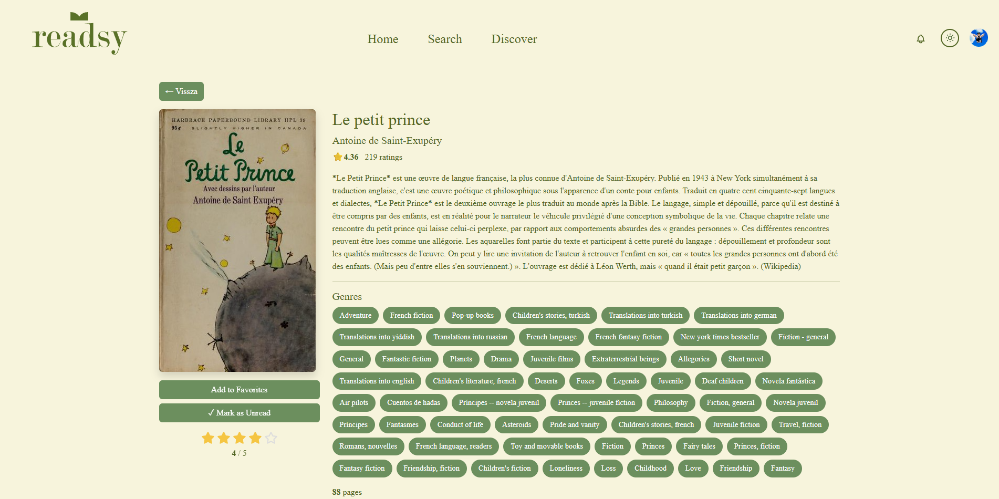 readsy
Home
Search
Discover
← Vissza
HARBRACE PAPERBOUND LIBRARY HPL 39
95¢ SLIGHTLY HIGHER IN CANADA
Le
Petit Prince
Avec dessins par l'auteur
Antoine de Saint Exupéry
Add to Favorites
✓ Mark as Unread
4 / 5
Le petit prince
Antoine de Saint-Exupéry
4.36 219 ratings
*Le Petit Prince* est une œuvre de langue française, la plus connue d'Antoine de Saint-Exupéry. Publié en 1943 à New York simultanément à sa
traduction anglaise, c'est une œuvre poétique et philosophique sous l'apparence d'un conte pour enfants. Traduit en quatre cent cinquante-sept langues
et dialectes, *Le Petit Prince* est le deuxième ouvrage le plus traduit au monde après la Bible. Le langage, simple et dépouillé, parce qu'il est destiné à
être compris par des enfants, est en réalité pour le narrateur le véhicule privilégié d'une conception symbolique de la vie. Chaque chapitre relate une
rencontre du petit prince qui laisse celui-ci perplexe, par rapport aux comportements absurdes des « grandes personnes ». Ces différentes rencontres
peuvent être lues comme une allégorie. Les aquarelles font partie du texte et participent à cette pureté du langage : dépouillement et profondeur sont
les qualités maîtresses de l'œuvre. On peut y lire une invitation de l'auteur à retrouver l'enfant en soi, car « toutes les grandes personnes ont d'abord été
des enfants. (Mais peu d'entre elles s'en souviennent.) ». L'ouvrage est dédié à Léon Werth, mais « quand il était petit garçon ». (Wikipedia)
Genres
Adventure French fiction Pop-up books Children's stories, turkish Translations into turkish Translations into german
Translations into yiddish Translations into russian French language French fantasy fiction New york times bestseller Fiction - general
General Fantastic fiction Planets Drama Juvenile films Extraterrestrial beings Allegories Short novel
Translations into english Children's literature, french Deserts Foxes Legends Juvenile Deaf children Novela fantástica
Air pilots Cuentos de hadas Príncipes -- novela juvenil Princes -- juvenile fiction Philosophy Fiction, general Novela juvenil
Príncipes Fantasmes Conduct of life Asteroids Pride and vanity Children's stories, french Juvenile fiction Travel, fiction
Romans, nouvelles French language, readers Toy and movable books Fiction Princes Fairy tales Princes, fiction
Fantasy fiction Friendship, fiction Children's fiction Loneliness Loss Childhood Love Friendship Fantasy
88 pages